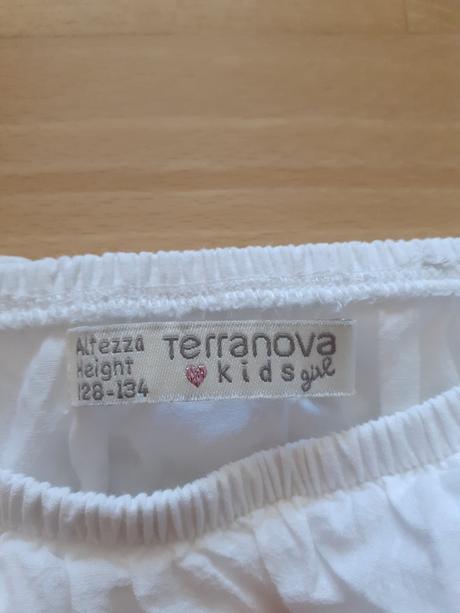 Altezza
Height
128-134
Terranova
kids girl